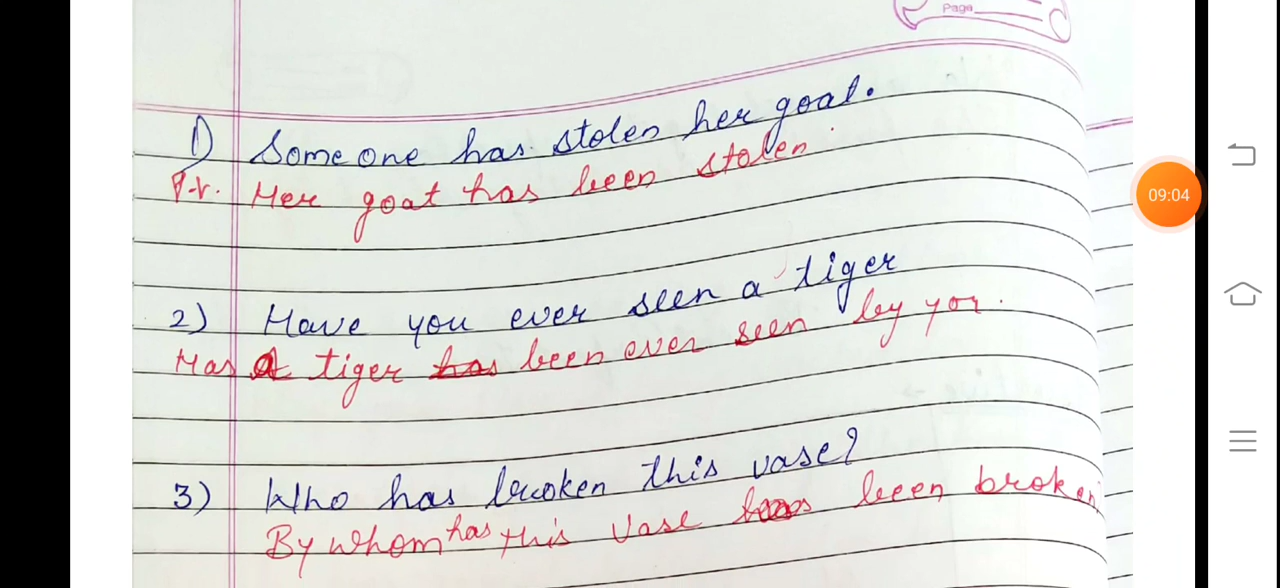 Page
1) Someone has stolen her goat.
P.v. Her goat has been stolen
2) Have you ever seen a tiger
Has a tiger has been ever seen by you.
3) Who has broken this vase?
By whom has this vase has been broken
09:04